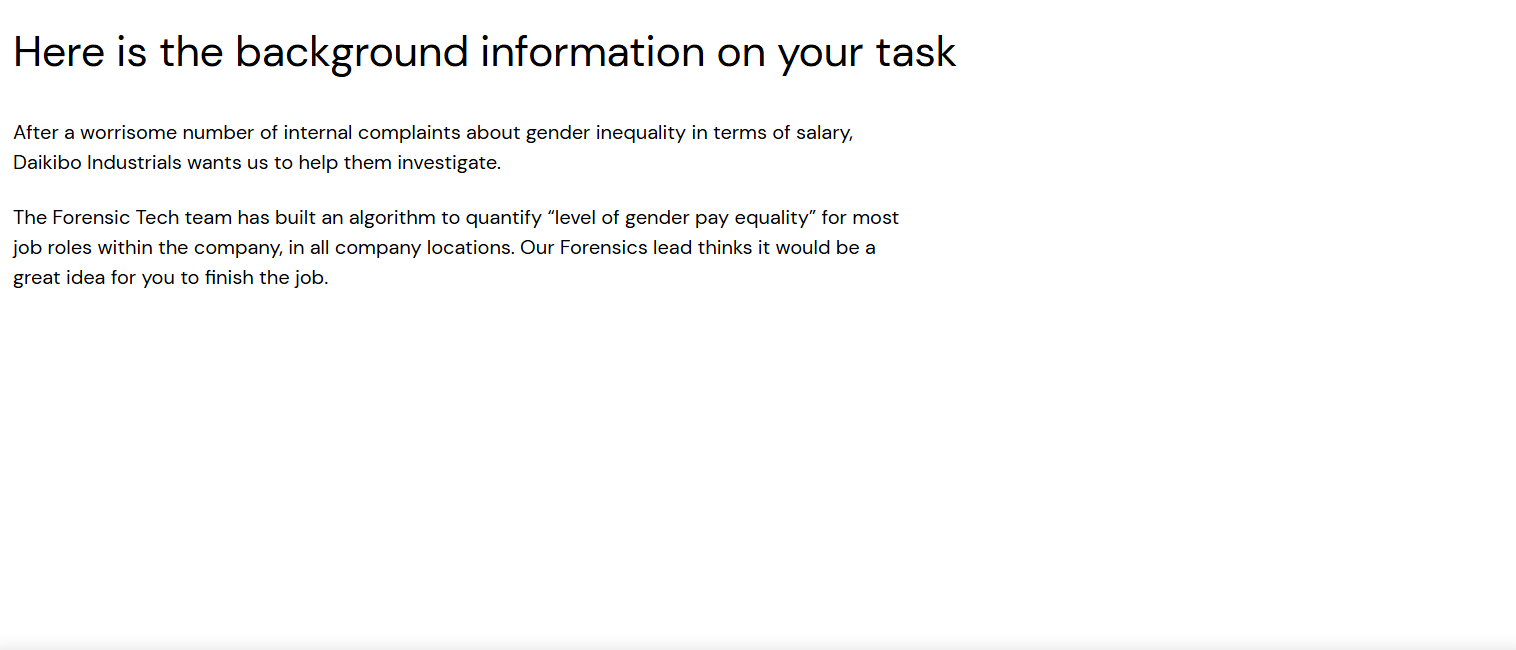 Here is the background information on your task
After a worrisome number of internal complaints about gender inequality in terms of salary,
Daikibo Industrials wants us to help them investigate.
The Forensic Tech team has built an algorithm to quantify “level of gender pay equality” for most
job roles within the company, in all company locations. Our Forensics lead thinks it would be a
great idea for you to finish the job.